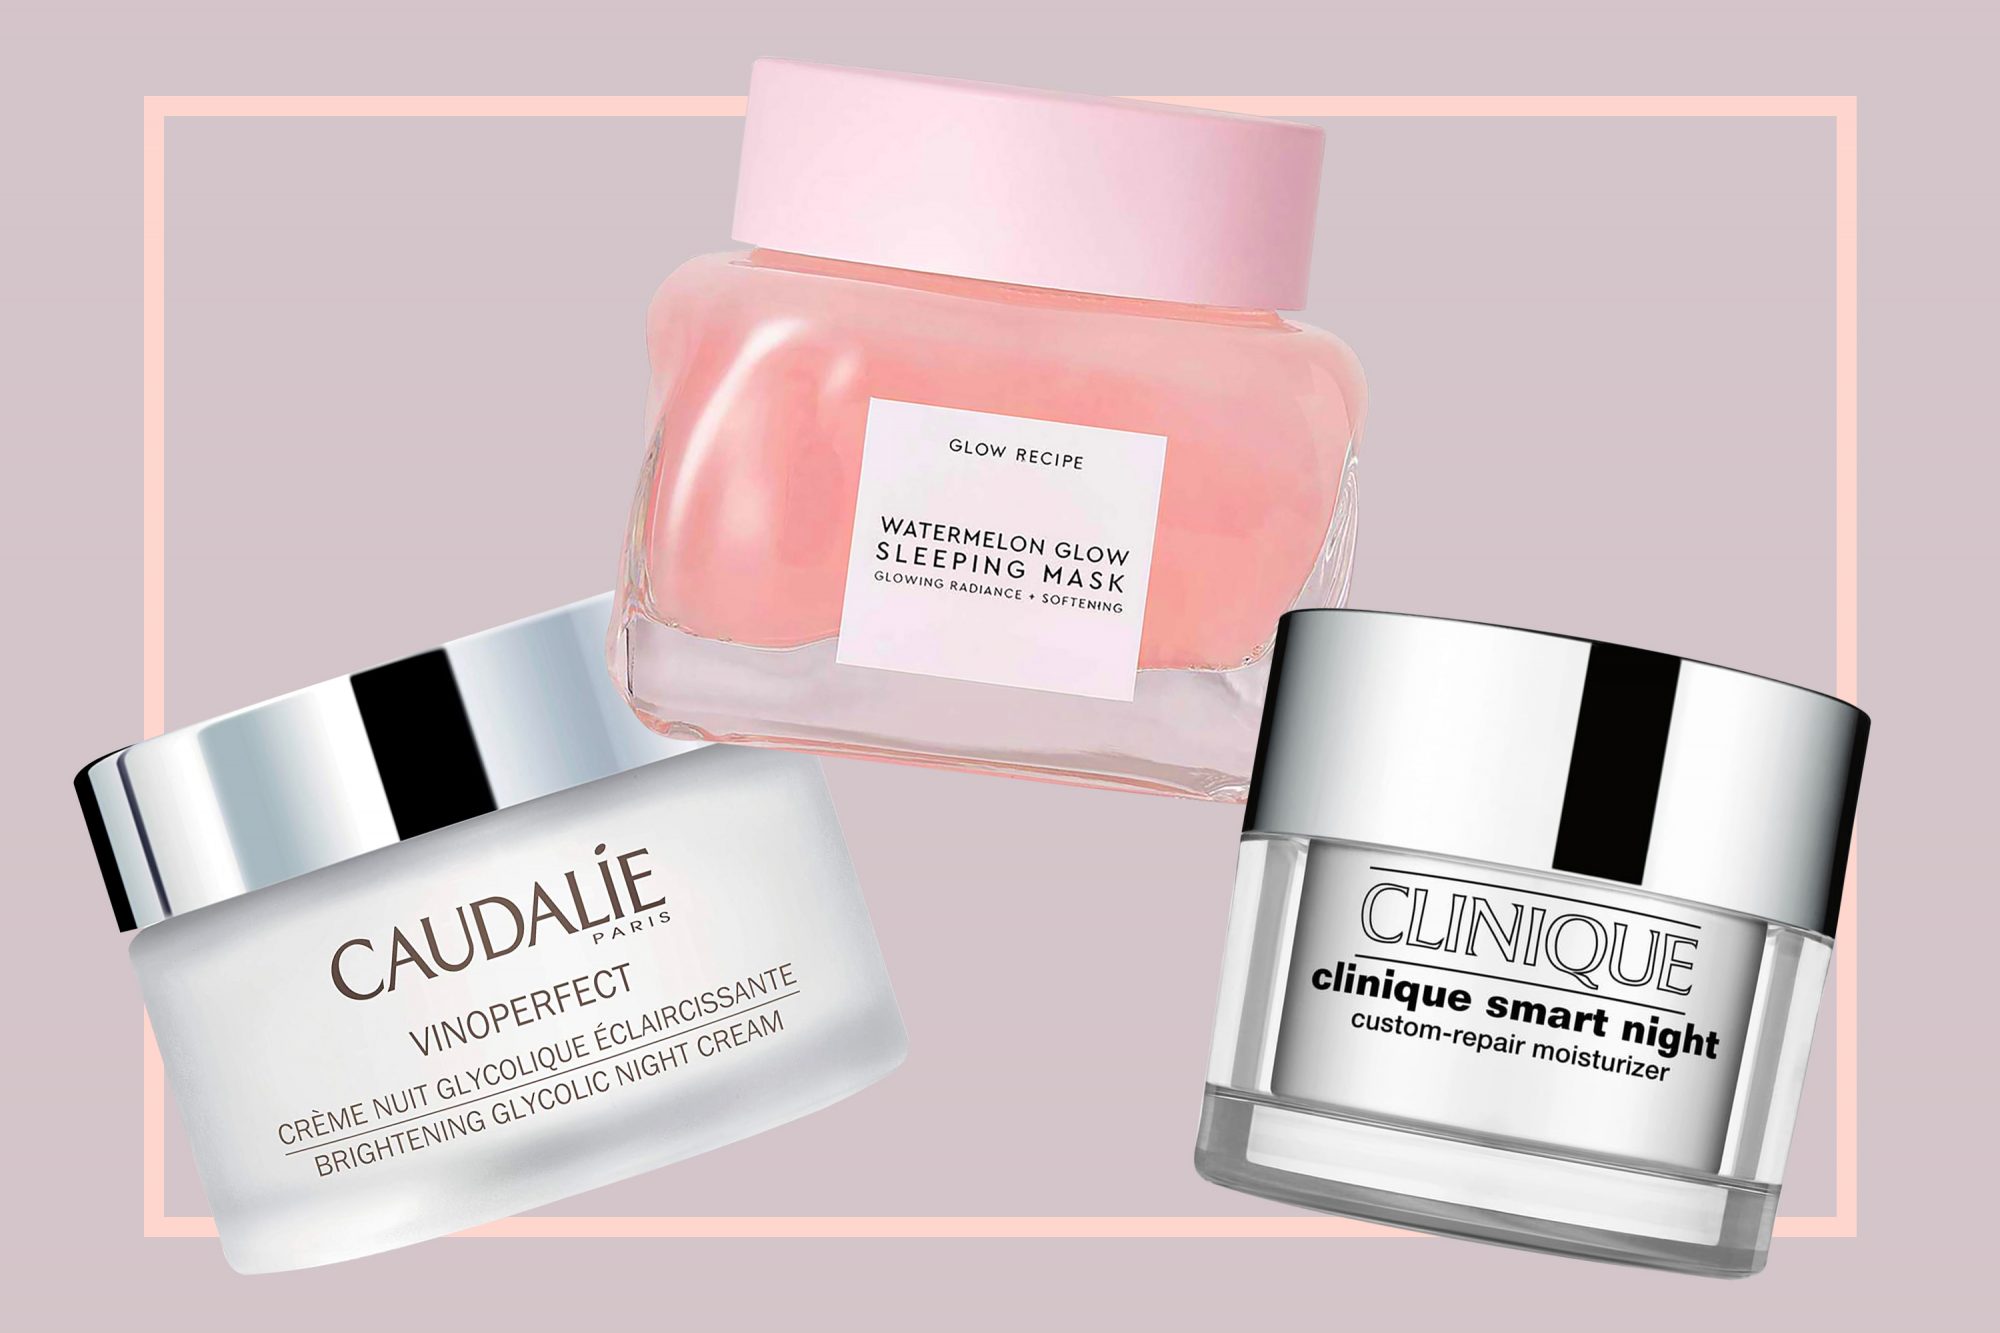 GLOW RECIPE
WATERMELON GLOW
SLEEPING MASK
GLOWING RADIANCE + SOFTENING
CAUDALIE
PARIS
VINOPERFECT
CRÈME NUIT GLYCOLIQUE ÉCLAIRCISSANTE
BRIGHTENING GLYCOLIC NIGHT CREAM
CLINIQUE
clinique smart night
custom-repair moisturizer